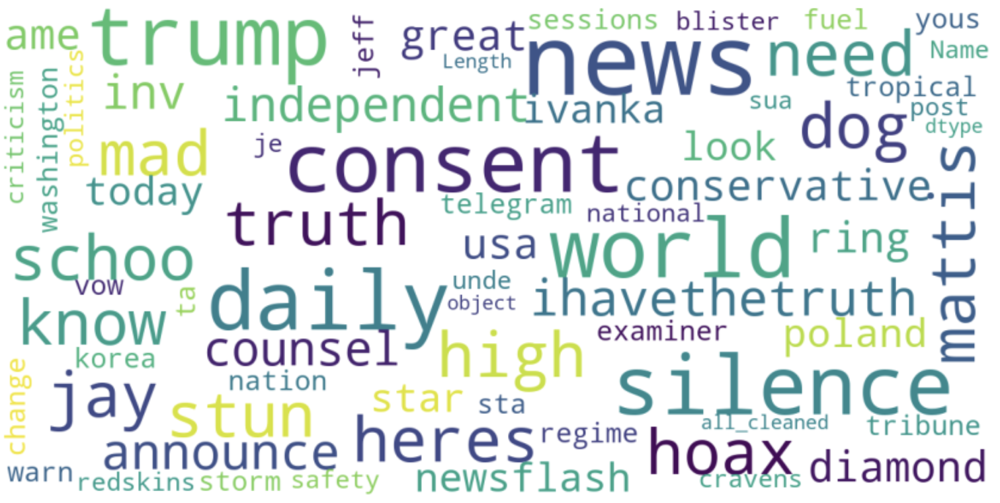 ame
trump
jeff
great
sessions
blister
fuel
yous
Length
news
need
Name
criticism
washington
politics
inv
independent
ivanka
sua
tropical
post
dtype
mad
je
consent
look
dog
mattis
today
telegram
conservative
national
truth
usa
world
ring
schoo
vow
ta
daily
unde
object
ihavethetruth
know
counsel
high
examiner
poland
korea
change
jay
nation
stun
star
sta
silence
all_cleaned
tribune
announce
heres
regime
hoax
diamond
warn
redskins
storm
safety
newsflash
cravens